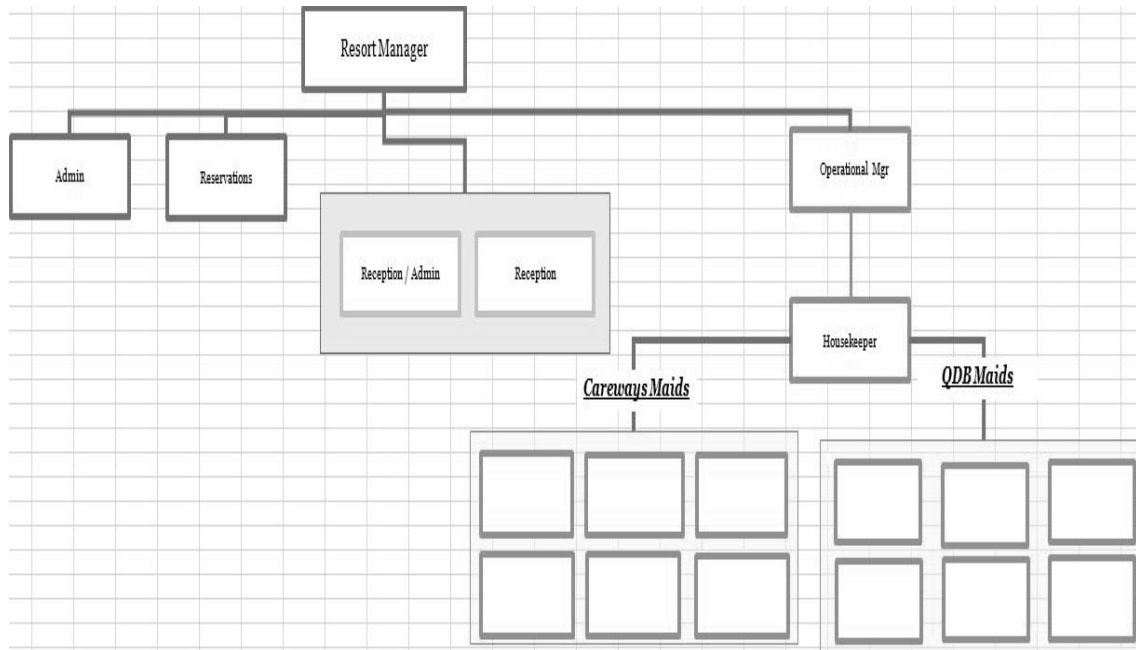 Resort Manager
Admin
Reservations
Operational Mgr
Reception / Admin
Reception
Housekeeper
Careways Maids
QDB Maids